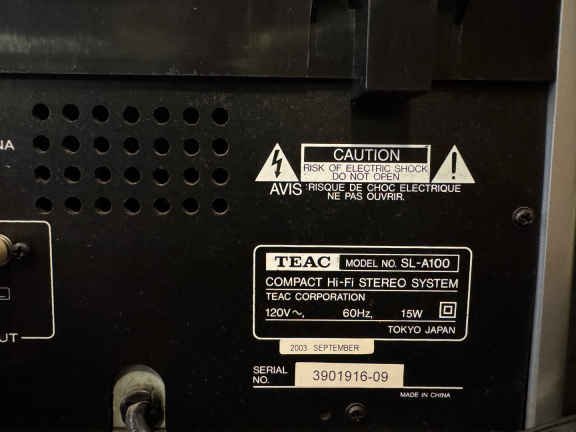 NA
CAUTION
RISK OF ELECTRIC SHOCK
DO NOT OPEN
AVIS : RISQUE DE CHOC ELECTRIQUE
NE PAS OUVRIR.
TEAC MODEL NO. SL-A100
COMPACT Hi-Fi STEREO SYSTEM
TEAC CORPORATION
120V~, 60Hz, 15W
TOKYO JAPAN
UT
2003 SEPTEMBER
SERIAL
NO. 3901916-09
MADE IN CHINA